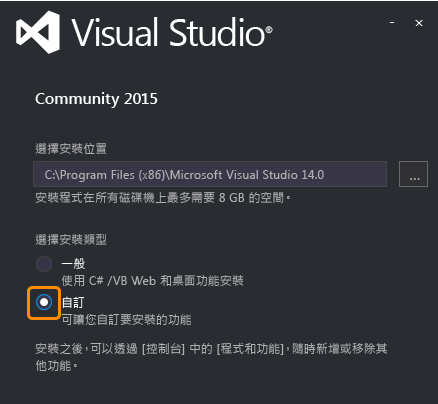 Visual Studio®
Community 2015
選擇安裝位置
C:\Program Files (x86)\Microsoft Visual Studio 14.0
...
安裝程式在所有磁碟機上最多需要 8 GB 的空間。
選擇安裝類型
一般
使用 C# /VB Web 和桌面功能安裝
自訂
可讓您自訂要安裝的功能
安裝之後，可以透過 [控制台] 中的 [程式和功能]，隨時新增或移除其
他功能。